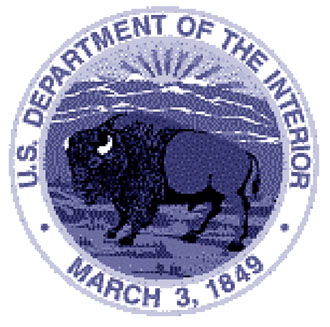 U.S. DEPARTMENT OF THE INTERIOR
MARCH 3, 1849